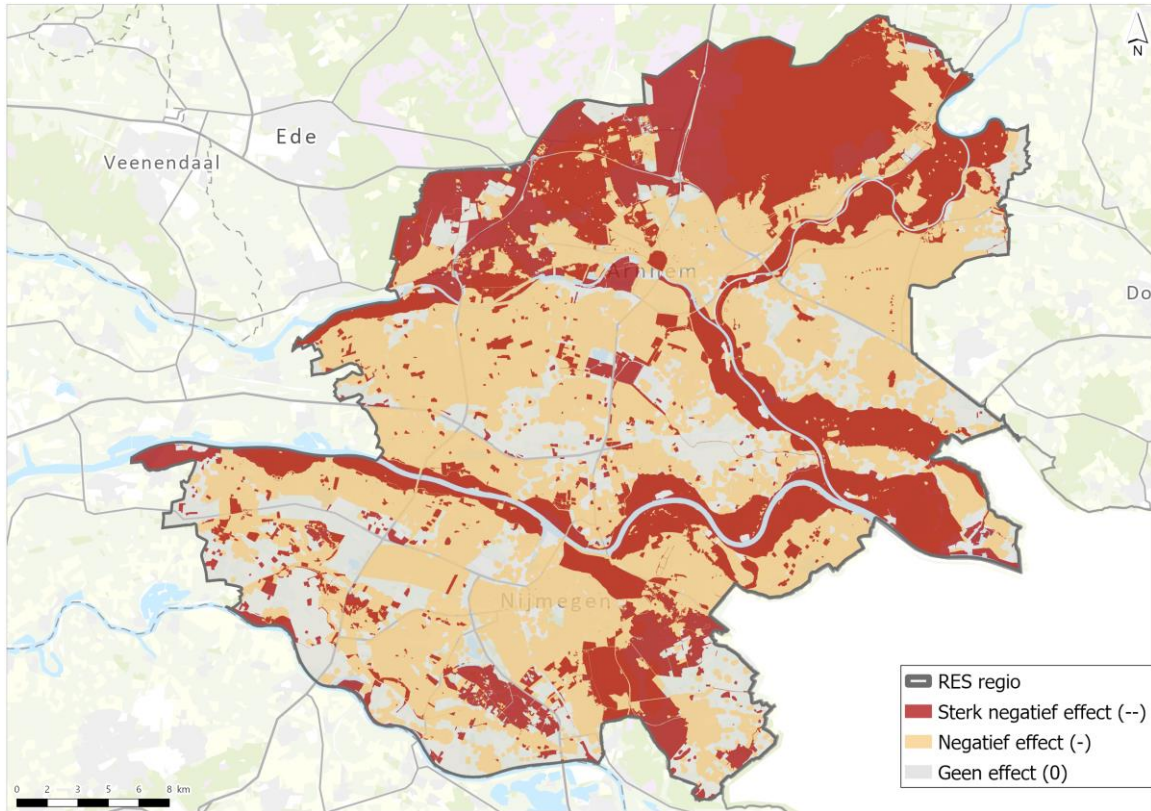 N
Ede
Veenendaal
Arnhem
Do
Nijmegen
RES regio
Sterk negatief effect (--)
Negatief effect (-)
Geen effect (0)
0 2 3 5 6 8 km